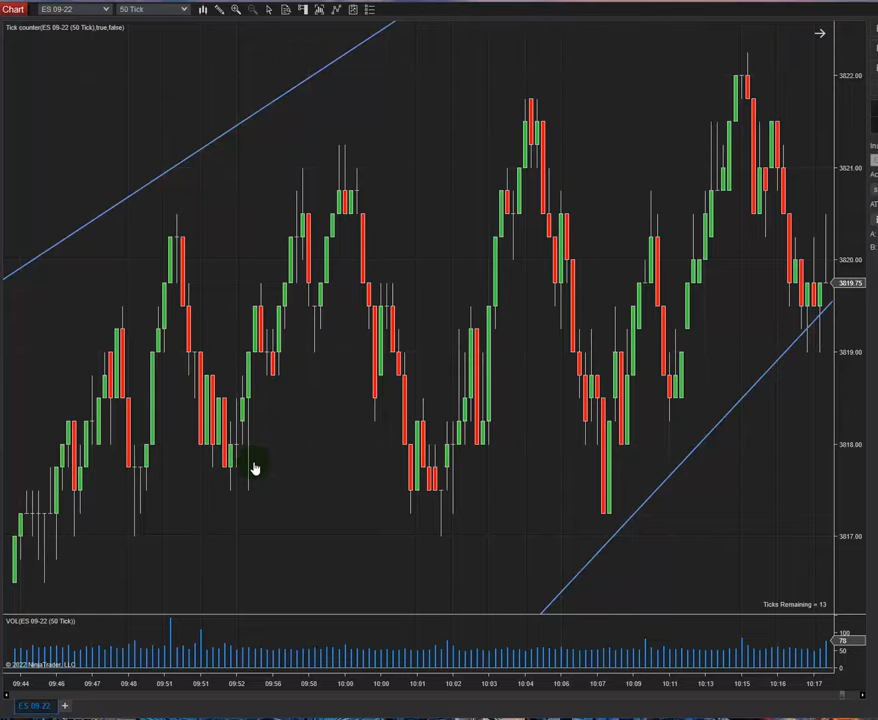 Chart ES 09-22 50 Tick
Tick counter(ES 09-22 (50 Tick),true,false)
3822.00
3821.00
3820.00
3819.75
3819.00
3818.00
3817.00
Ticks Remaining = 13
VOL(ES 09-22 (50 Tick))
100
78
50
0
© 2022 NinjaTrader, LLC
09:44 09:46 09:47 09:48 09:51 09:51 09:52 09:56 09:58 10:00 10:00 10:01 10:02 10:03 10:04 10:06 10:07 10:09 10:11 10:13 10:15 10:16 10:17
ES 09-22 +
Ins
Ac
s
AT
A:
B: